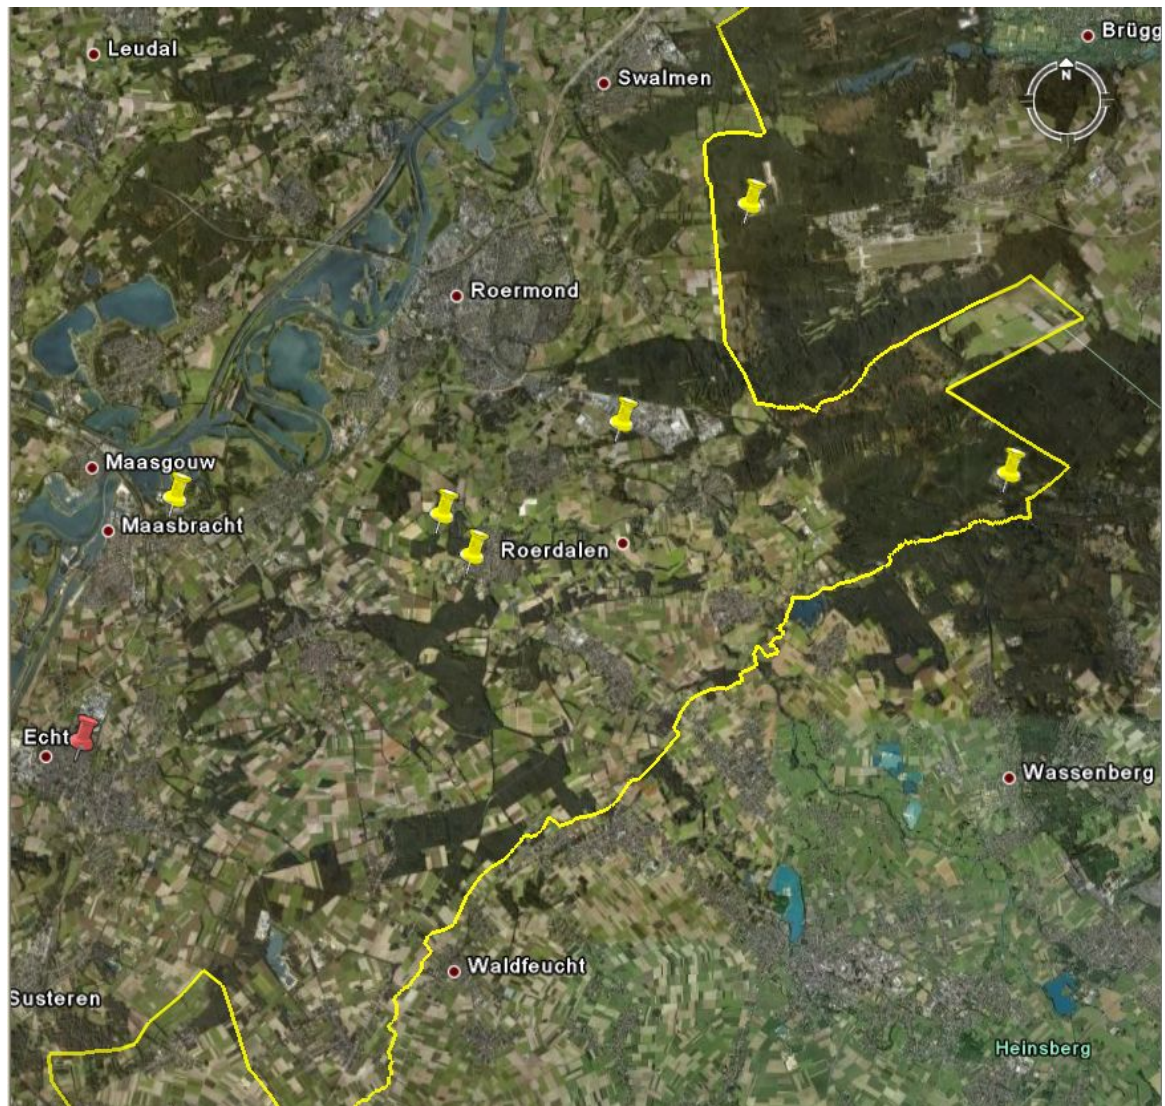 Leudal
Brügg
N
Swalmen
Roermond
Maasgouw
Maasbracht
Roerdalen
Echt
Wassenberg
Waldfeucht
Susteren
Heinsberg